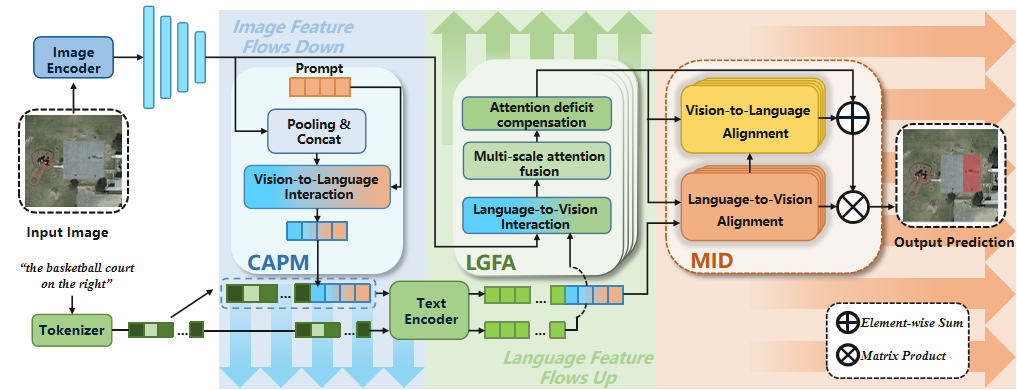 Image Feature
Flows Down
Image
Encoder
Prompt
Pooling &
Concat
Vision-to-Language
Interaction
CAPM
Attention deficit
compensation
Multi-scale attention
fusion
Language-to-Vision
Interaction
LGFA
Vision-to-Language
Alignment
Language-to-Vision
Alignment
MID
Input Image
Output Prediction
“the basketball court
on the right”
Tokenizer
...
...
...
Text
Encoder
...
...
Language Feature
Flows Up
Element-wise Sum
Matrix Product